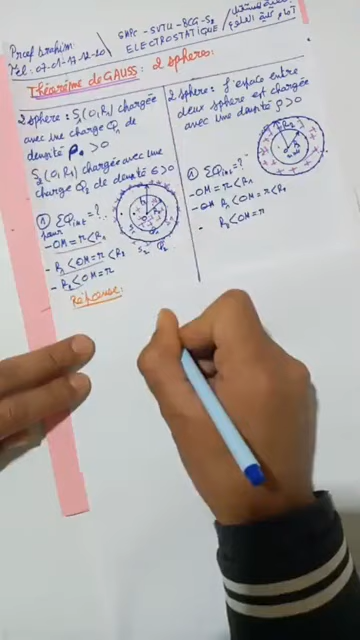 Prof brahim
Tel: 07-01-17-12-20
SMPC - SVTU - BCG - S2
ELECTROSTATIQUE /
Théorème de GAUSS: 2 sphères:
2 sphère: S1(O,R1) chargée
avec une charge Q1 de
densité ρ0 > 0
S2(O,R2) chargée avec une
charge Q2 de densité σ > 0
① ΣQint = ?
pour
- OM = r < R1
- R1 < OM = r < R2
- R2 < OM = r
Réponse:
2 sphère: l'espace entre
deux sphère est chargée
avec une densité ρ > 0
① ΣQint = ?
- OM = r < R1
- OM R1 < OM = r < R2
- R2 < OM = r